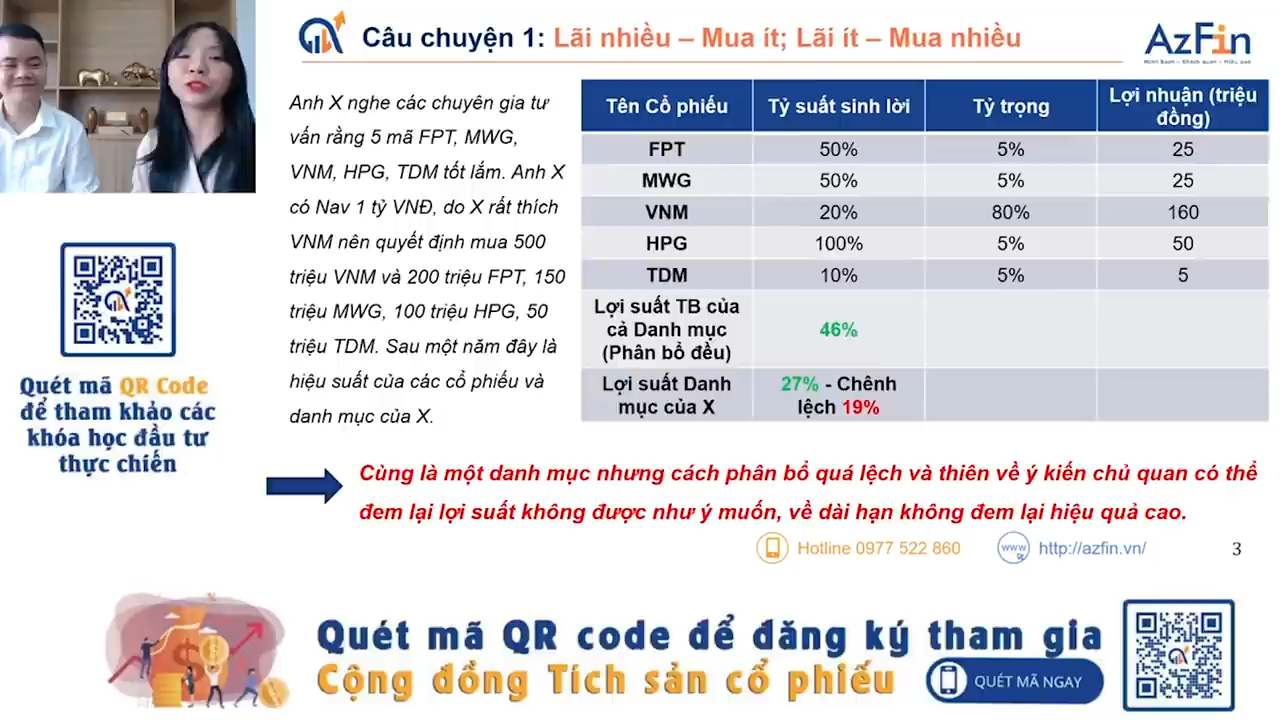 Câu chuyện 1: Lãi nhiều – Mua ít; Lãi ít – Mua nhiều
AzFin
Anh X nghe các chuyên gia tư
vấn rằng 5 mã FPT, MWG,
VNM, HPG, TDM tốt lắm. Anh X
có Nav 1 tỷ VNĐ, do X rất thích
VNM nên quyết định mua 500
triệu VNM và 200 triệu FPT, 150
triệu MWG, 100 triệu HPG, 50
triệu TDM. Sau một năm đây là
hiệu suất của các cổ phiếu và
danh mục của X.
Tên Cổ phiếu Tỷ suất sinh lời Tỷ trọng Lợi nhuận (triệu
đồng)
FPT 50% 5% 25
MWG 50% 5% 25
VNM 20% 80% 160
HPG 100% 5% 50
TDM 10% 5% 5
Lợi suất TB của
cả Danh mục
(Phân bổ đều)
46%
Lợi suất Danh
mục của X
27% - Chênh
lệch 19%
Quét mã QR Code
để tham khảo các
khóa học đầu tư
thực chiến
Cùng là một danh mục nhưng cách phân bổ quá lệch và thiên về ý kiến chủ quan có thể
đem lại lợi suất không được như ý muốn, về dài hạn không đem lại hiệu quả cao.
Hotline 0977 522 860
www
http://azfin.vn/
3
Quét mã QR code để đăng ký tham gia
Cộng đồng Tích sản cổ phiếu
QUÉT MÃ NGAY